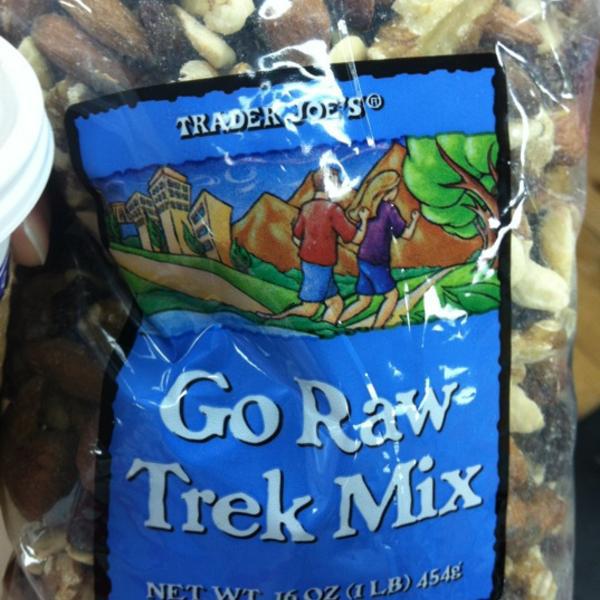 TRADER JOE'S®
Go Raw
Trek Mix
NET WT. 16 OZ (1 LB) 454g